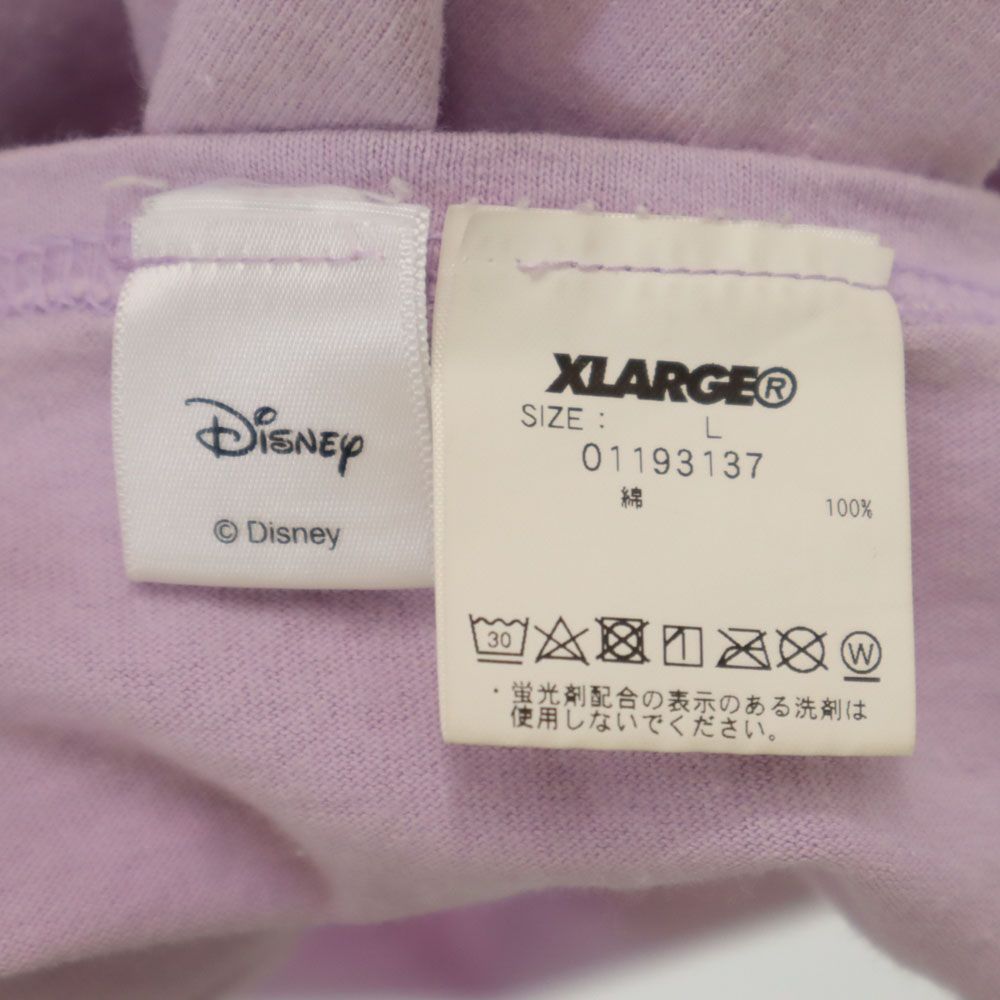 Disney
© Disney
XLARGE®
SIZE : L
01193137
綿 100%
30
W
・蛍光剤配合の表示のある洗剤は
使用しないでください。